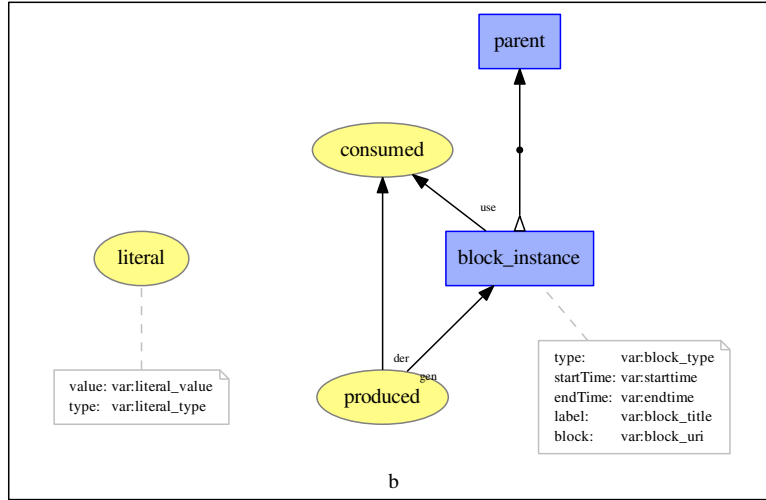 parent
consumed
use
literal
block_instance
der
gen
value: var:literal_value
type: var:literal_type
produced
type: var:block_type
startTime: var:starttime
endTime: var:endtime
label: var:block_title
block: var:block_uri
b